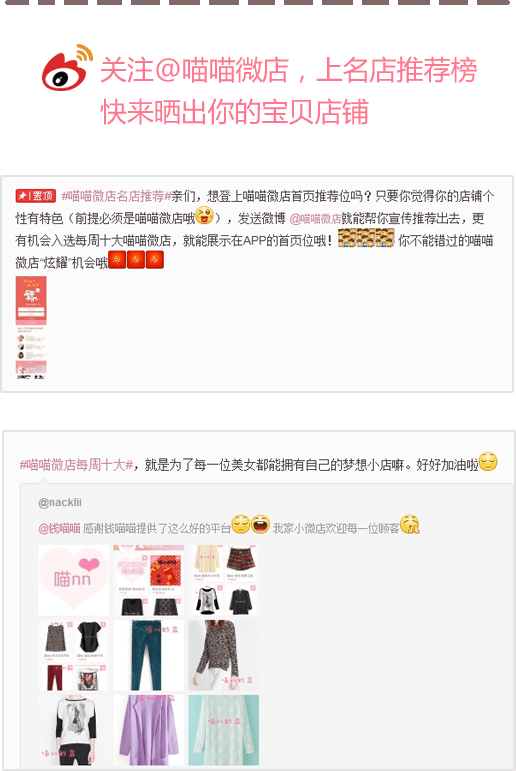 关注@喵喵微店，上名店推荐榜
快来晒出你的宝贝店铺
置顶 #喵喵微店名店推荐#亲们，想登上喵喵微店首页推荐位吗？只要你觉得你的店铺个
性有特色（前提必须是喵喵微店哦），发送微博 @喵喵微店就能帮你宣传推荐出去，更
有机会入选每周十大喵喵微店，就能展示在APP的首页位哦！你不能错过的喵喵
微店“炫耀”机会哦
#喵喵微店每周十大#，就是为了每一位美女都能拥有自己的梦想小店嘛。好好加油啦
@nacklii
@钱喵喵 感谢钱喵喵提供了这么好的平台 我家小微店欢迎每一位顾客
喵nn